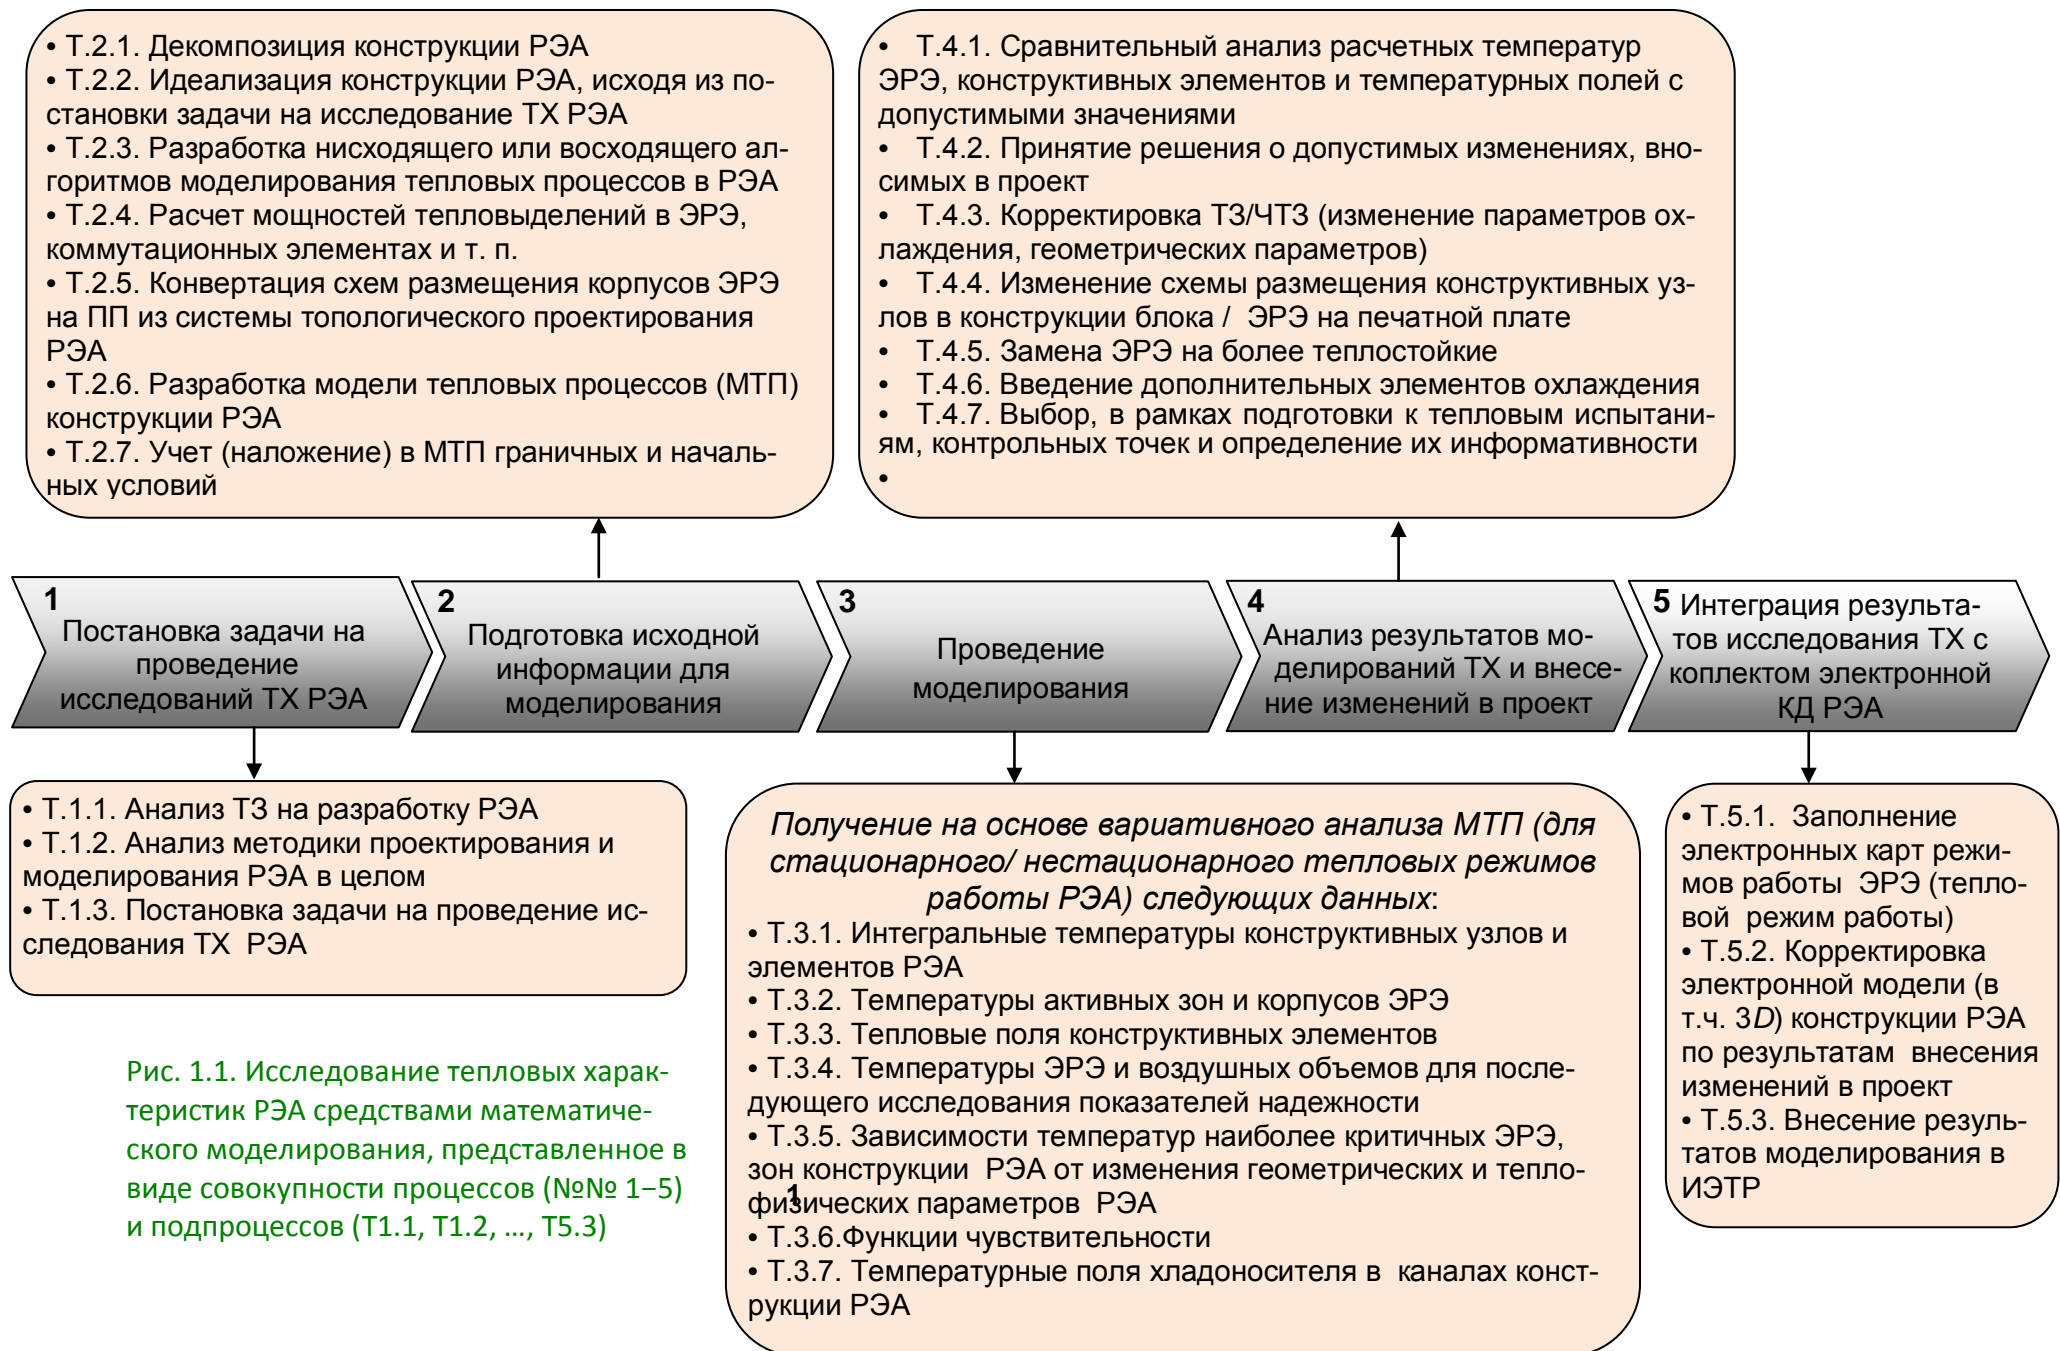 • Т.2.1. Декомпозиция конструкции РЭА
• Т.2.2. Идеализация конструкции РЭА, исходя из по-
становки задачи на исследование ТХ РЭА
• Т.2.3. Разработка нисходящего или восходящего ал-
горитмов моделирования тепловых процессов в РЭА
• Т.2.4. Расчет мощностей тепловыделений в ЭРЭ,
коммутационных элементах и т. п.
• Т.2.5. Конвертация схем размещения корпусов ЭРЭ
на ПП из системы топологического проектирования
РЭА
• Т.2.6. Разработка модели тепловых процессов (МТП)
конструкции РЭА
• Т.2.7. Учет (наложение) в МТП граничных и началь-
ных условий
• Т.4.1. Сравнительный анализ расчетных температур
ЭРЭ, конструктивных элементов и температурных полей с
допустимыми значениями
• Т.4.2. Принятие решения о допустимых изменениях, вно-
симых в проект
• Т.4.3. Корректировка ТЗ/ЧТЗ (изменение параметров ох-
лаждения, геометрических параметров)
• Т.4.4. Изменение схемы размещения конструктивных уз-
лов в конструкции блока / ЭРЭ на печатной плате
• Т.4.5. Замена ЭРЭ на более теплостойкие
• Т.4.6. Введение дополнительных элементов охлаждения
• Т.4.7. Выбор, в рамках подготовки к тепловым испытани-
ям, контрольных точек и определение их информативности
•
1
Постановка задачи на
проведение
исследований ТХ РЭА
2
Подготовка исходной
информации для
моделирования
3
Проведение
моделирования
4
Анализ результатов мо-
делирований ТХ и внесе-
ние изменений в проект
5 Интеграция результа-
тов исследования ТХ с
коплектом электронной
КД РЭА
• Т.1.1. Анализ ТЗ на разработку РЭА
• Т.1.2. Анализ методики проектирования и
моделирования РЭА в целом
• Т.1.3. Постановка задачи на проведение ис-
следования ТХ РЭА
Получение на основе вариативного анализа МТП (для
стационарного/ нестационарного тепловых режимов
работы РЭА) следующих данных:
• Т.3.1. Интегральные температуры конструктивных узлов и
элементов РЭА
• Т.3.2. Температуры активных зон и корпусов ЭРЭ
• Т.3.3. Тепловые поля конструктивных элементов
• Т.3.4. Температуры ЭРЭ и воздушных объемов для после-
дующего исследования показателей надежности
• Т.3.5. Зависимости температур наиболее критичных ЭРЭ,
зон конструкции РЭА от изменения геометрических и тепло-
физических параметров РЭА
1
• Т.3.6.Функции чувствительности
• Т.3.7. Температурные поля хладоносителя в каналах конст-
рукции РЭА
• Т.5.1. Заполнение
электронных карт режи-
мов работы ЭРЭ (тепло-
вой режим работы)
• Т.5.2. Корректировка
электронной модели (в
т.ч. 3D) конструкции РЭА
по результатам внесения
изменений в проект
• Т.5.3. Внесение резуль-
татов моделирования в
ИЭТР
Рис. 1.1. Исследование тепловых харак-
теристик РЭА средствами математиче-
ского моделирования, представленное в
виде совокупности процессов (№№ 1–5)
и подпроцессов (Т1.1, Т1.2, ..., Т5.3)